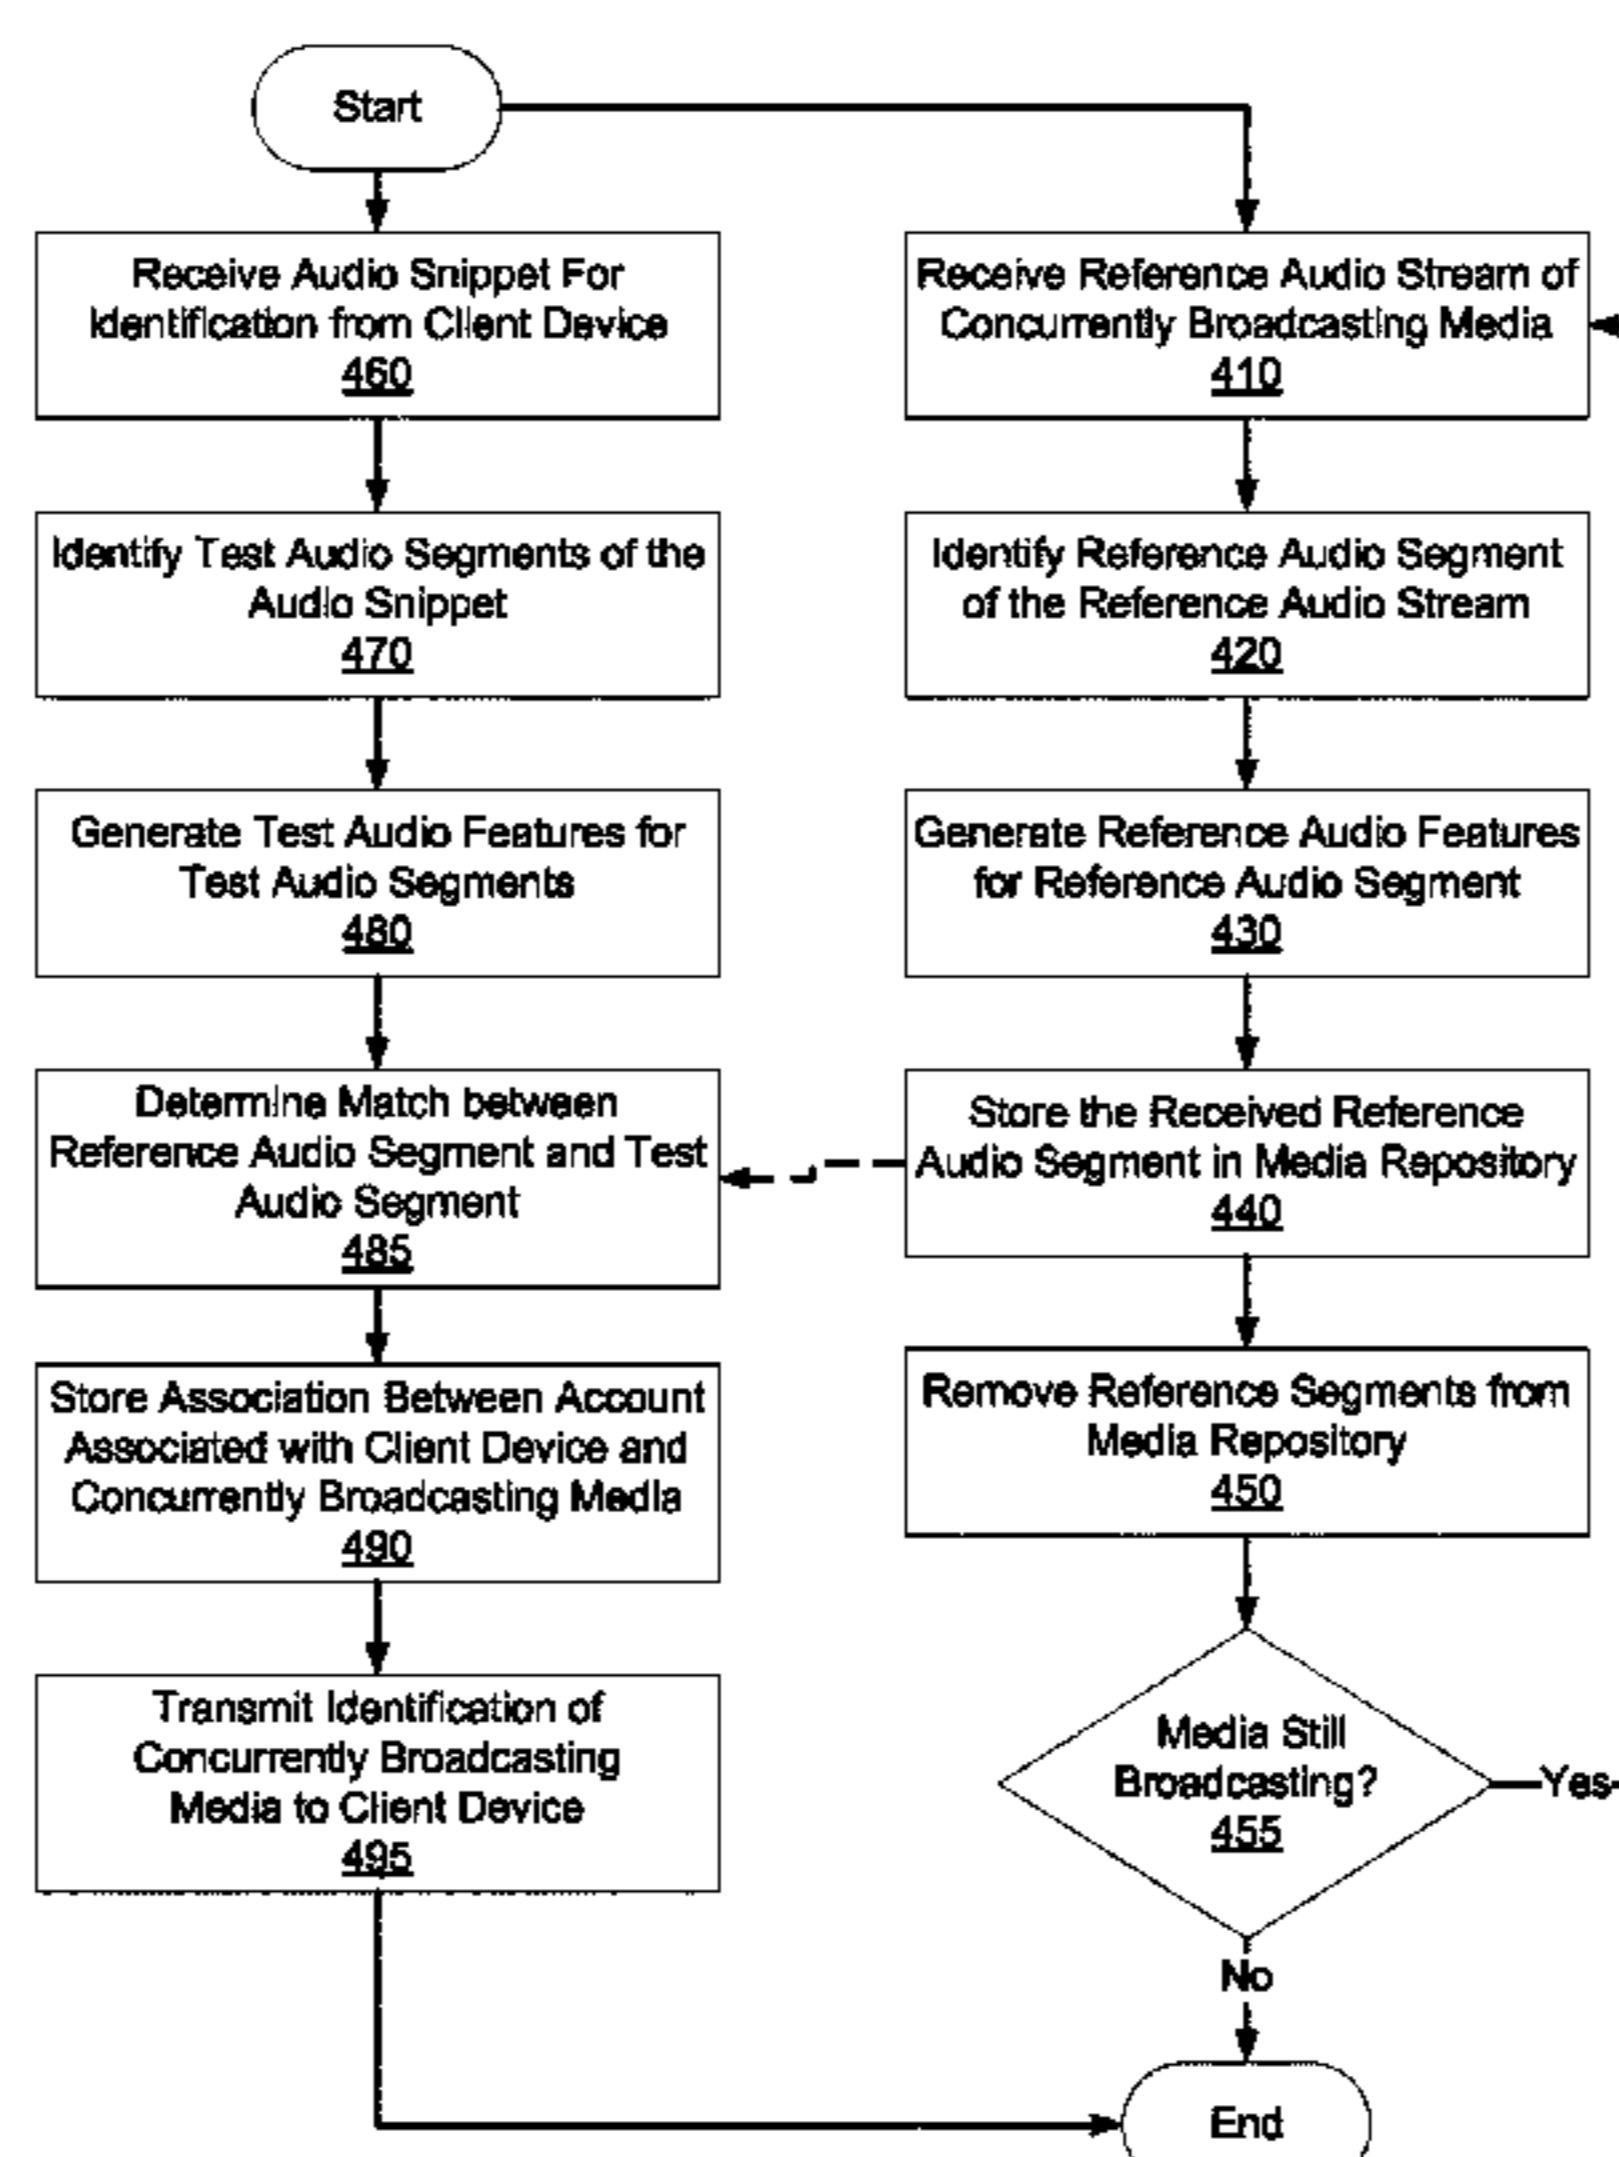 Start
Receive Audio Snippet For
Identification from Client Device
460
Identify Test Audio Segments of the
Audio Snippet
470
Generate Test Audio Features for
Test Audio Segments
480
Determine Match between
Reference Audio Segment and Test
Audio Segment
485
Store Association Between Account
Associated with Client Device and
Concurrently Broadcasting Media
490
Transmit Identification of
Concurrently Broadcasting
Media to Client Device
495
Receive Reference Audio Stream of
Concurrently Broadcasting Media
410
Identify Reference Audio Segment
of the Reference Audio Stream
420
Generate Reference Audio Features
for Reference Audio Segment
430
Store the Received Reference
Audio Segment in Media Repository
440
Remove Reference Segments from
Media Repository
450
Media Still
Broadcasting?
455
Yes
No
End